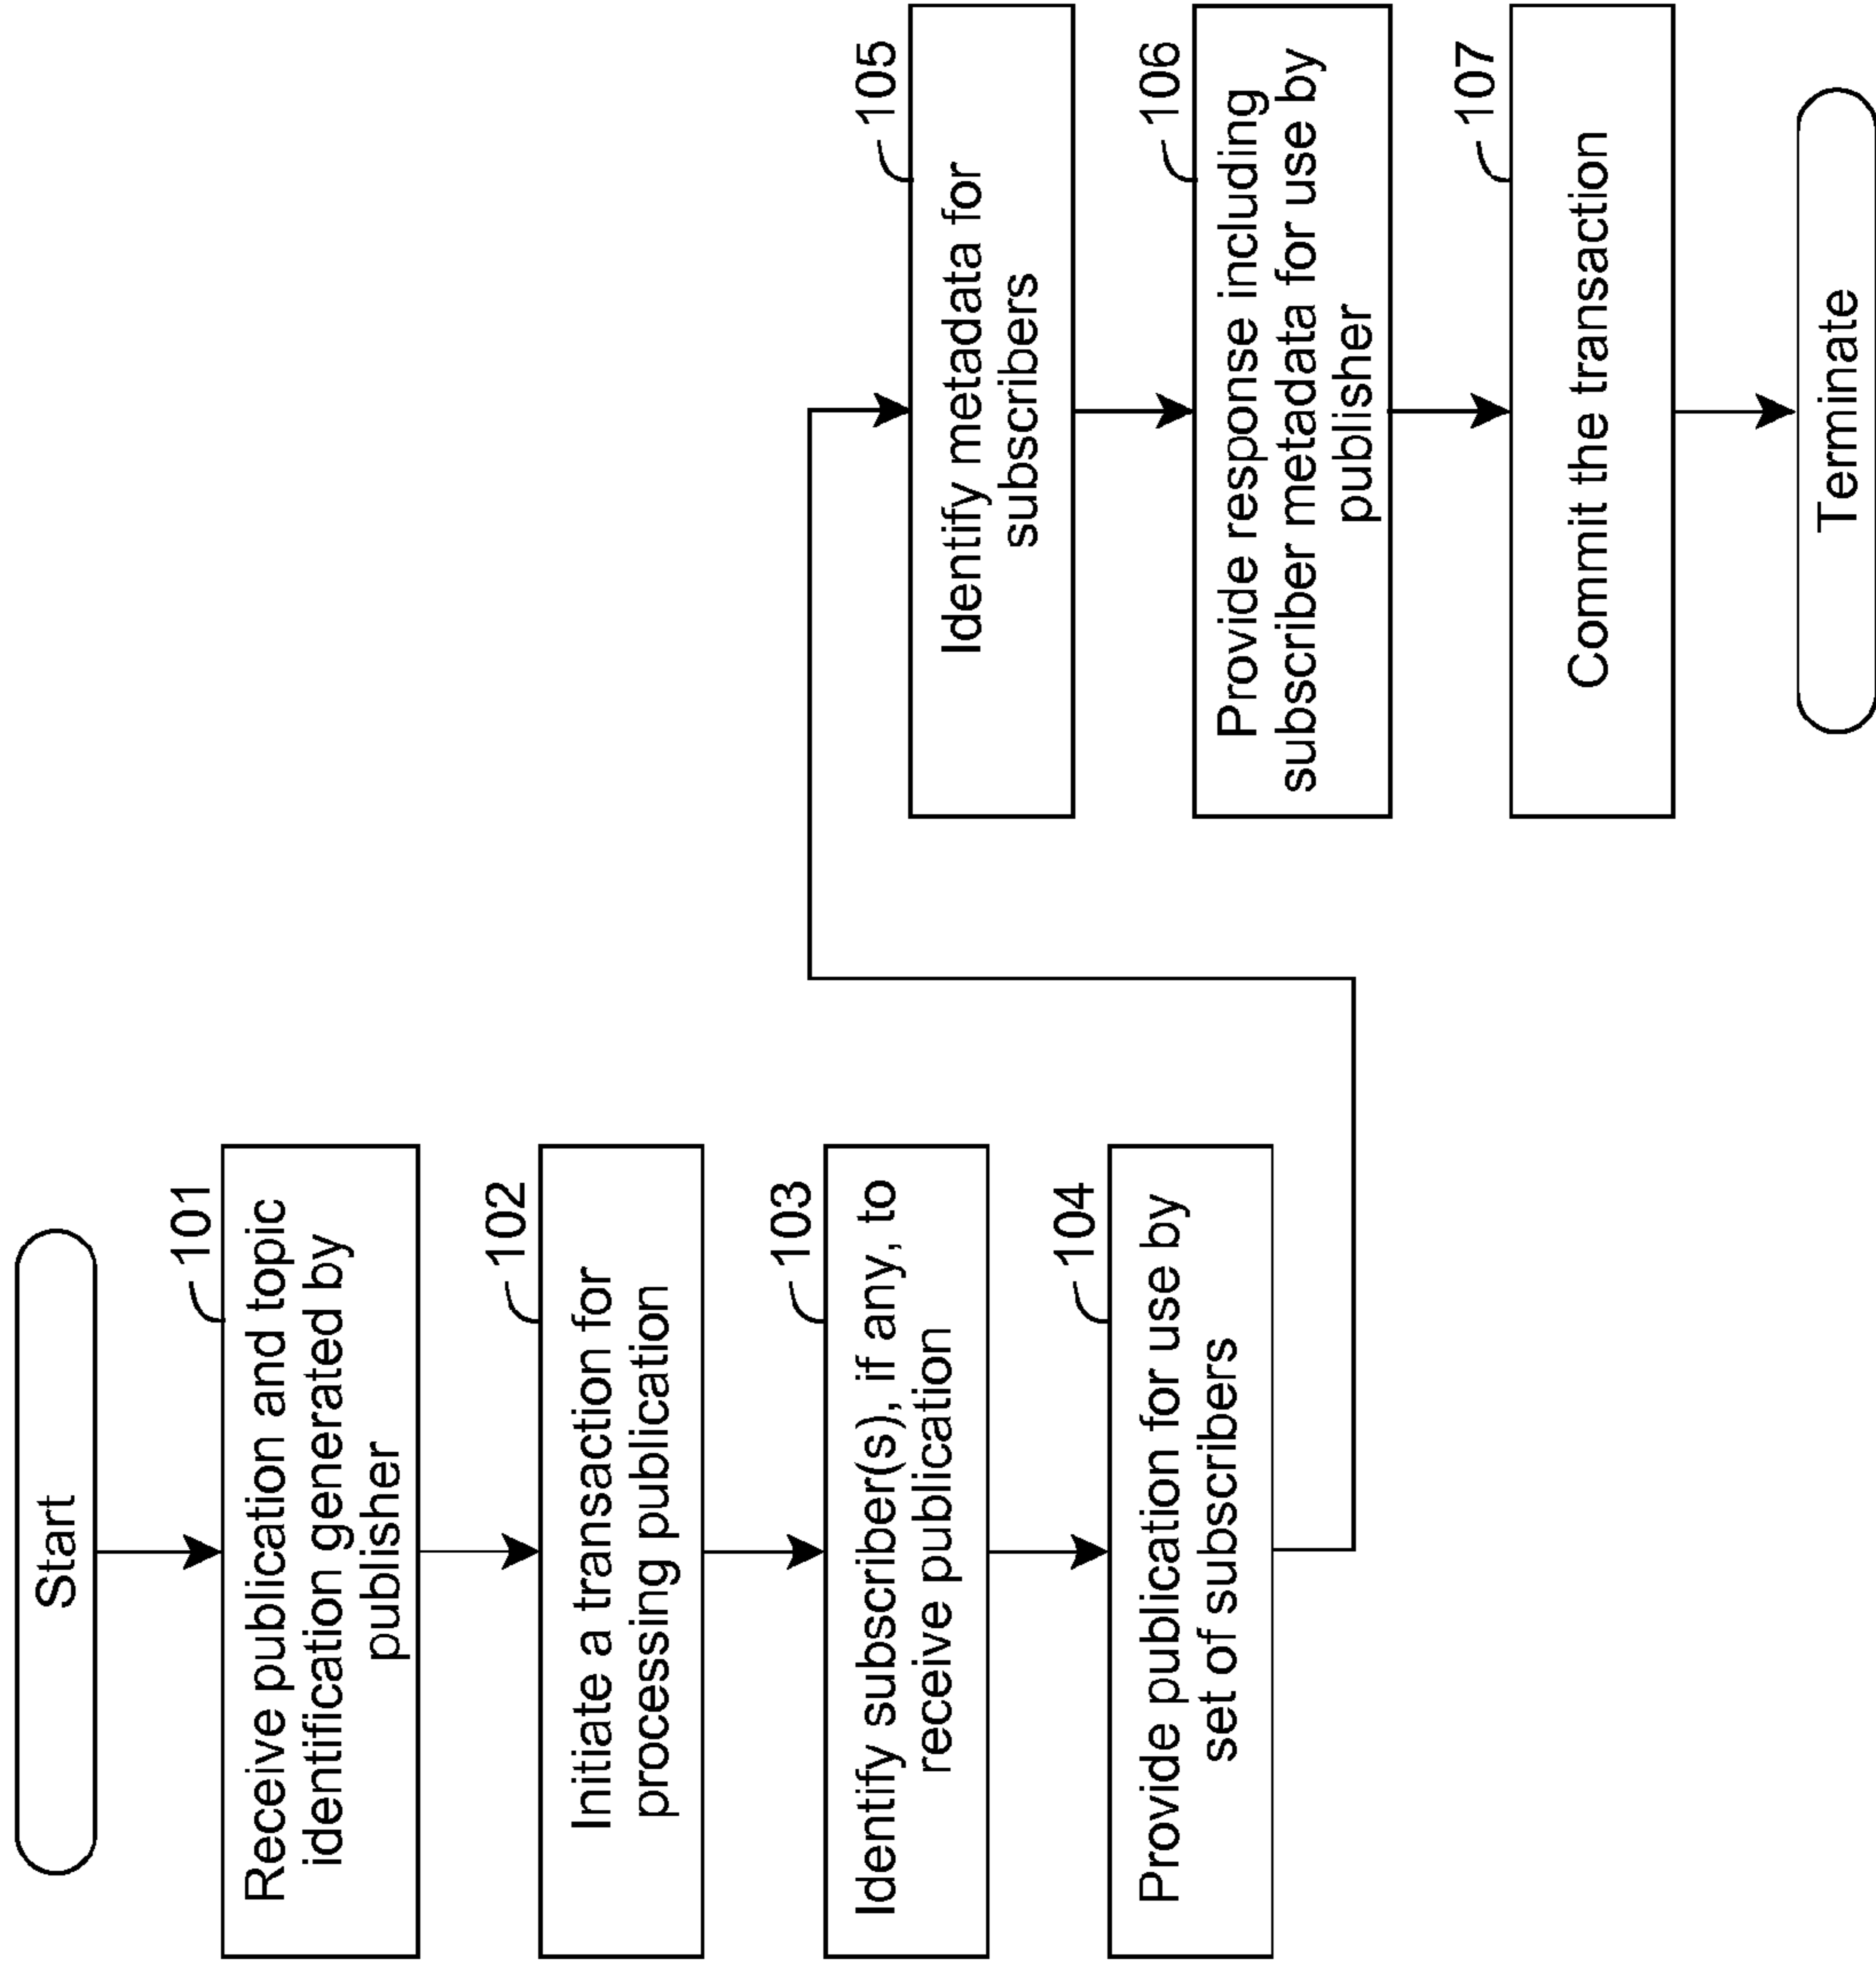 Start
101
Receive publication and topic
identification generated by
publisher
102
Initiate a transaction for
processing publication
103
Identify subscriber(s), if any, to
receive publication
104
Provide publication for use by
set of subscribers
105
Identify metadata for
subscribers
106
Provide response including
subscriber metadata for use by
publisher
107
Commit the transaction
Terminate